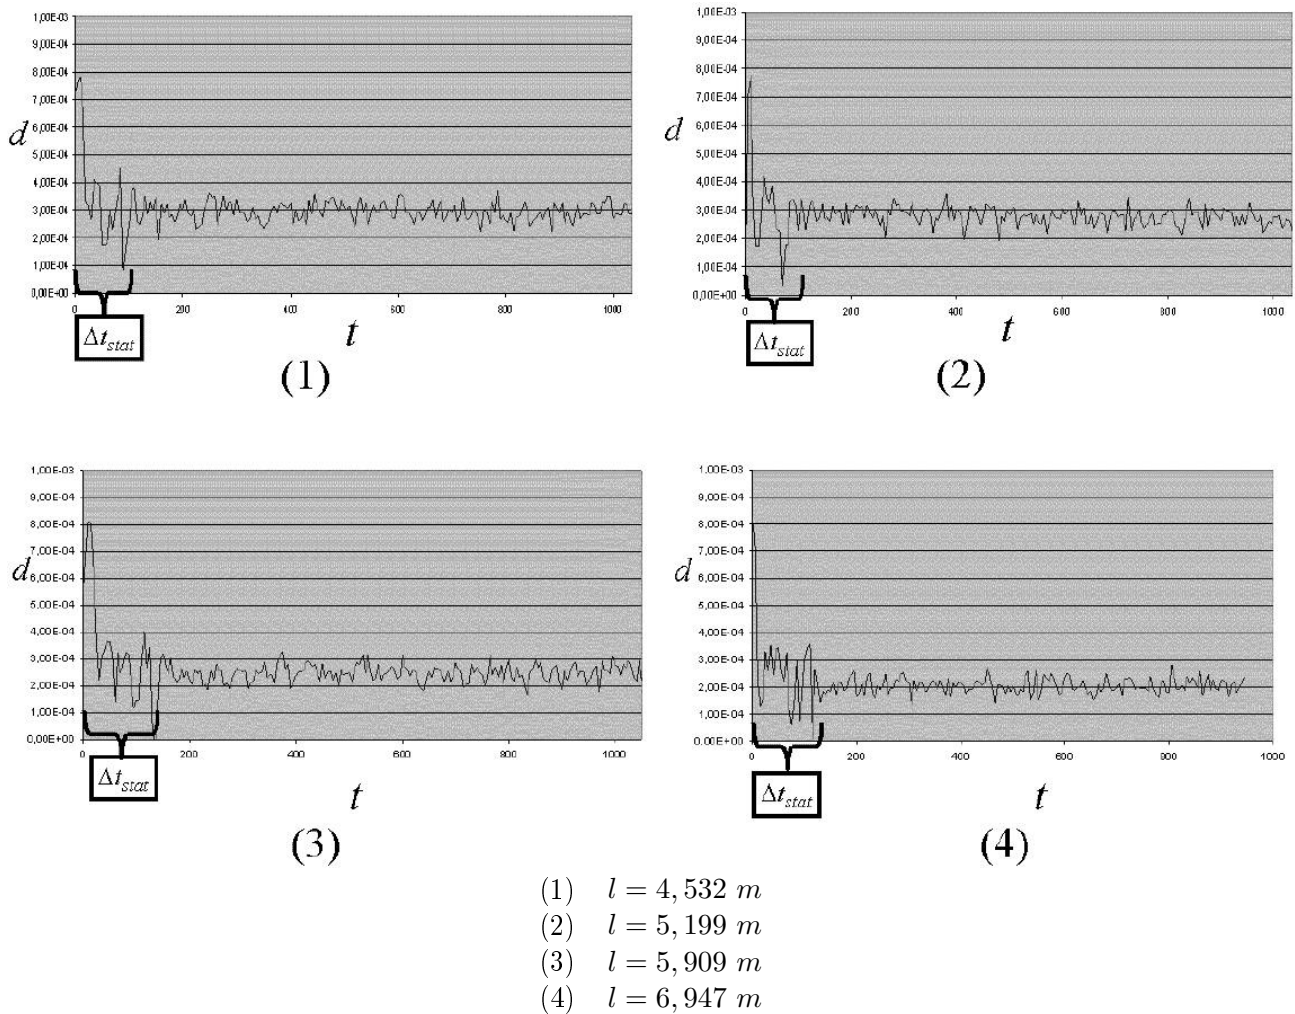 1,00E-03
9,00E-04
8,00E-04
7,00E-04
d 6,00E-04
5,00E-04
4,00E-04
3,00E-04
2,00E-04
1,00E-04
0,00E+00
0 200 400 600 800 1000
Δt_stat
t
(1)
1,00E-03
9,00E-04
8,00E-04
7,00E-04
d 6,00E-04
5,00E-04
4,00E-04
3,00E-04
2,00E-04
1,00E-04
0,00E+00
0 200 400 600 800 1000
Δt_stat
t
(2)
1,00E-03
9,00E-04
8,00E-04
7,00E-04
d 6,00E-04
5,00E-04
4,00E-04
3,00E-04
2,00E-04
1,00E-04
0,00E+00
0 200 400 600 800 1000
Δt_stat
t
(3)
1,00E-03
9,00E-04
8,00E-04
7,00E-04
d 6,00E-04
5,00E-04
4,00E-04
3,00E-04
2,00E-04
1,00E-04
0,00E+00
0 200 400 600 800 1000
Δt_stat
t
(4)
(1) l = 4,532 m
(2) l = 5,199 m
(3) l = 5,909 m
(4) l = 6,947 m